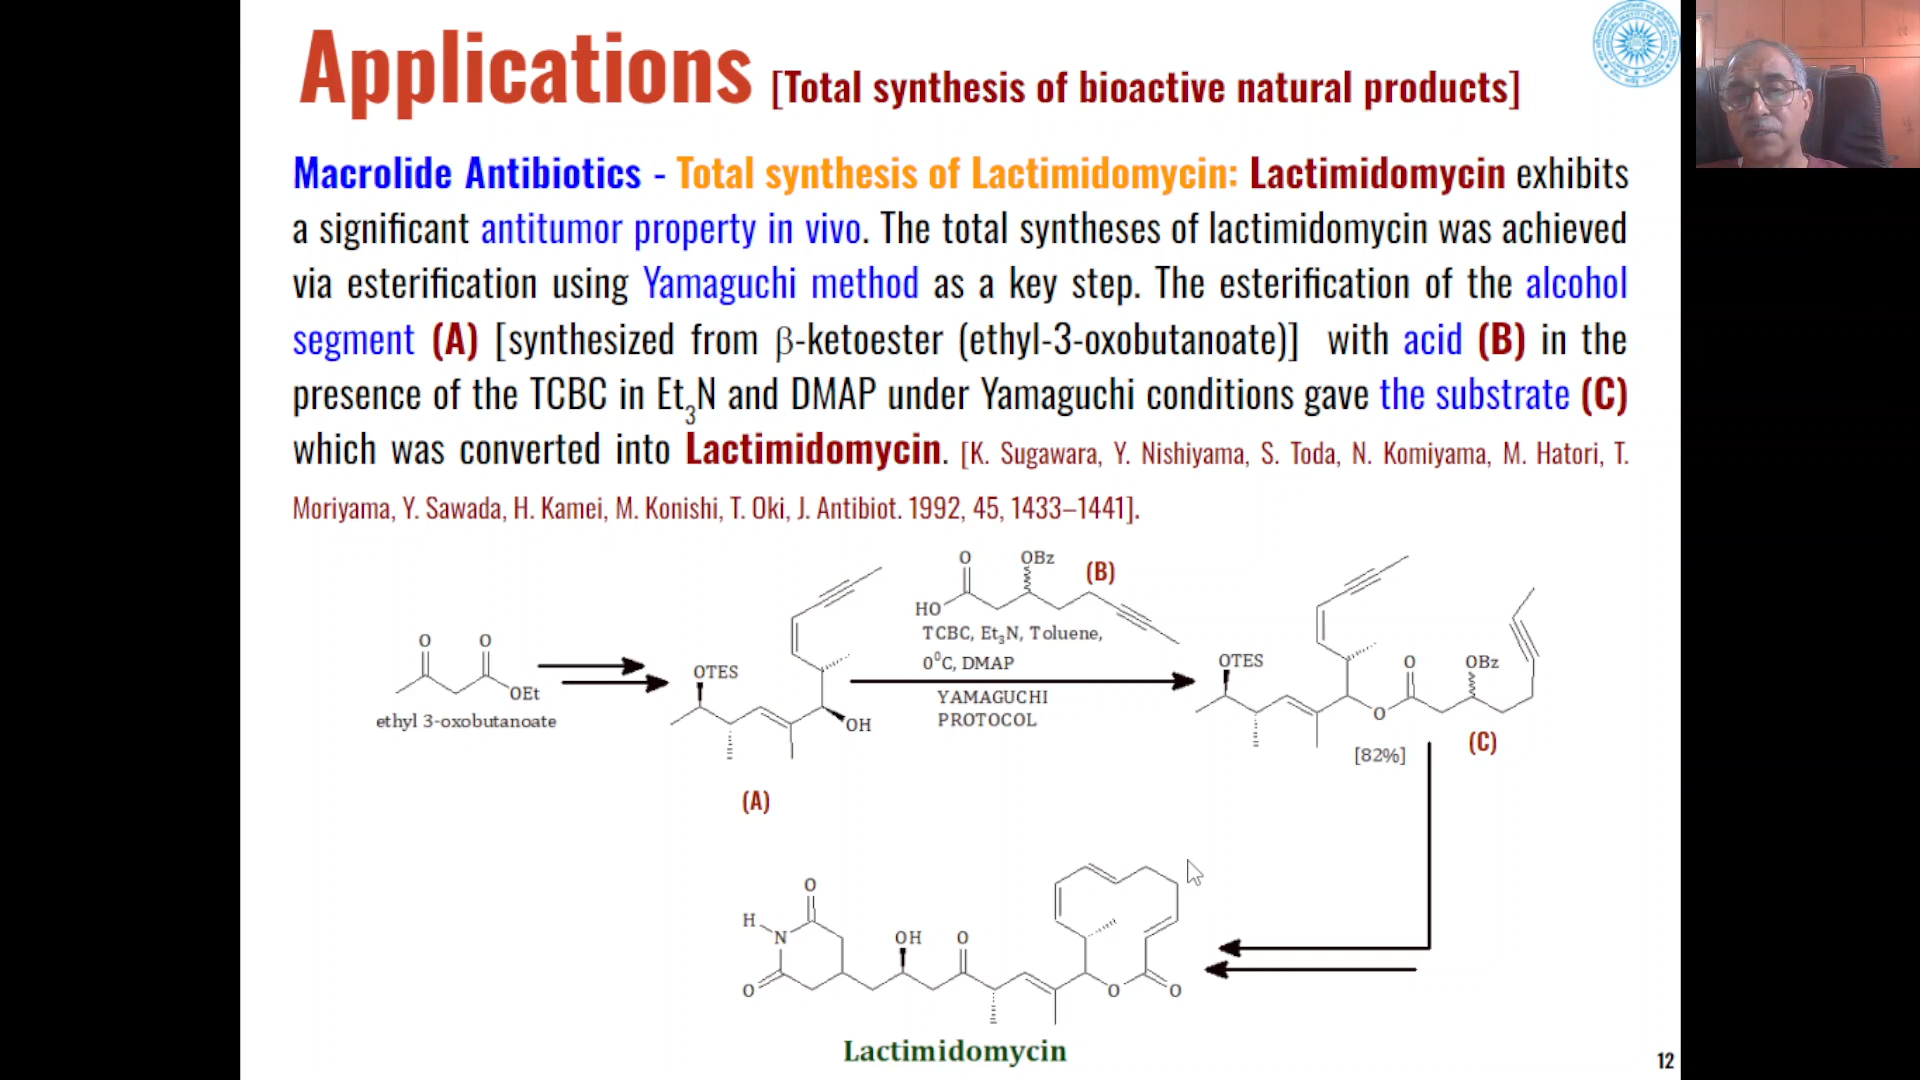 Applications [Total synthesis of bioactive natural products]
Macrolide Antibiotics - Total synthesis of Lactimidomycin: Lactimidomycin exhibits
a significant antitumor property in vivo. The total syntheses of lactimidomycin was achieved
via esterification using Yamaguchi method as a key step. The esterification of the alcohol
segment (A) [synthesized from β-ketoester (ethyl-3-oxobutanoate)] with acid (B) in the
presence of the TCBC in Et3N and DMAP under Yamaguchi conditions gave the substrate (C)
which was converted into Lactimidomycin. [K. Sugawara, Y. Nishiyama, S. Toda, N. Komiyama, M. Hatori, T.
Moriyama, Y. Sawada, H. Kamei, M. Konishi, T. Oki, J. Antibiot. 1992, 45, 1433–1441].
O O
OEt
ethyl 3-oxobutanoate
OTES
OH
(A)
O OBz (B)
HO
TCBC, Et3N, Toluene,
0⁰C, DMAP
YAMAGUCHI
PROTOCOL
OTES
O OBz
O
[82%]
(C)
O
H
N
O
OH O
O O
Lactimidomycin
12